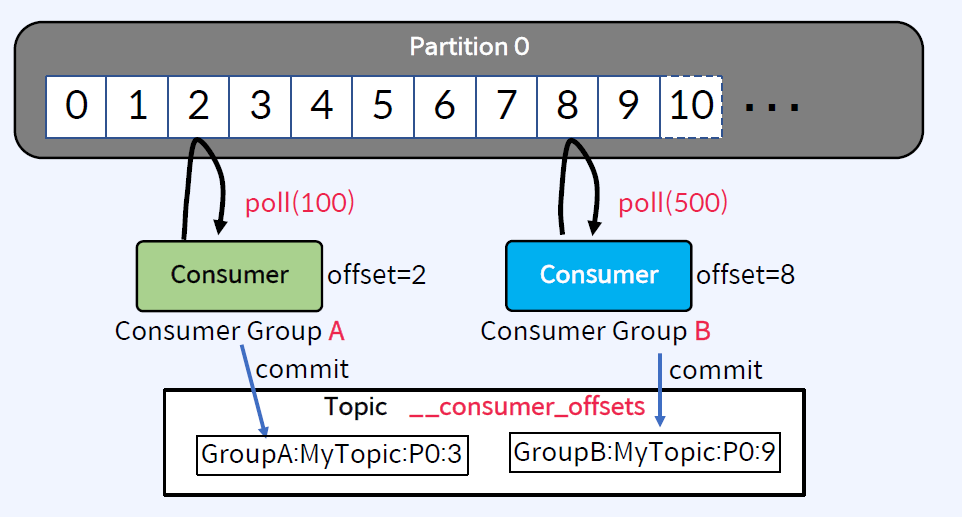 Partition 0
0 1 2 3 4 5 6 7 8 9 10 ...
poll(100) poll(500)
Consumer offset=2 Consumer offset=8
Consumer Group A Consumer Group B
commit commit
Topic __consumer_offsets
GroupA:MyTopic:P0:3 GroupB:MyTopic:P0:9